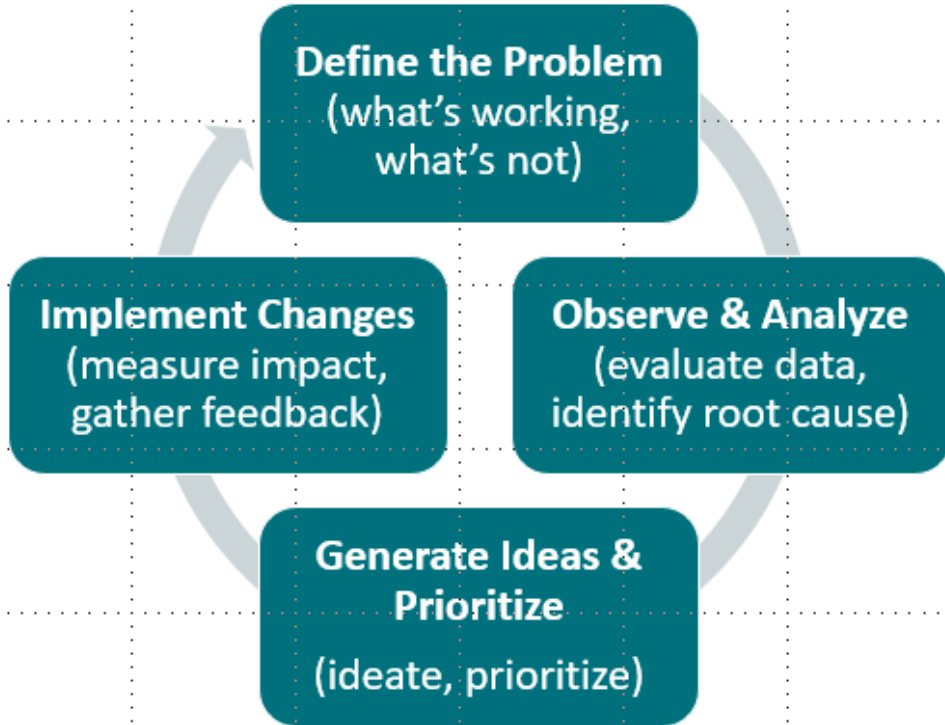 Define the Problem
(what's working,
what's not)
Observe & Analyze
(evaluate data,
identify root cause)
Generate Ideas &
Prioritize
(ideate, prioritize)
Implement Changes
(measure impact,
gather feedback)